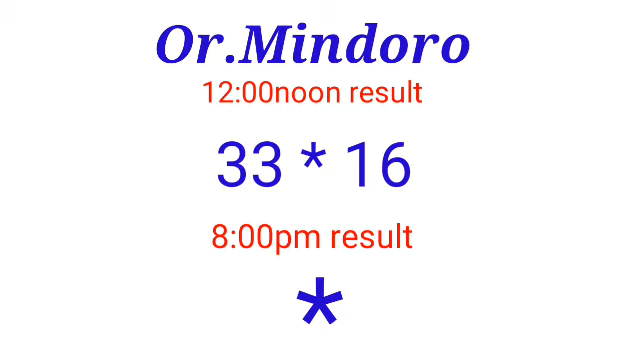 Or.Mindoro
12:00noon result
33 * 16
8:00pm result
*